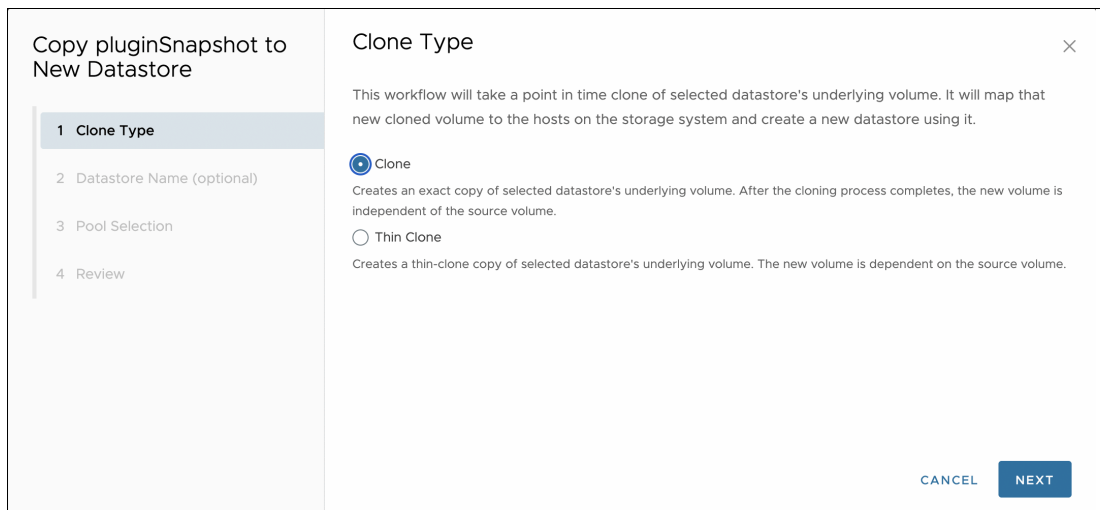 Copy pluginSnapshot to
New Datastore
1 Clone Type
2 Datastore Name (optional)
3 Pool Selection
4 Review
Clone Type
This workflow will take a point in time clone of selected datastore's underlying volume. It will map that
new cloned volume to the hosts on the storage system and create a new datastore using it.
Clone
Creates an exact copy of selected datastore's underlying volume. After the cloning process completes, the new volume is
independent of the source volume.
Thin Clone
Creates a thin-clone copy of selected datastore's underlying volume. The new volume is dependent on the source volume.
CANCEL
NEXT